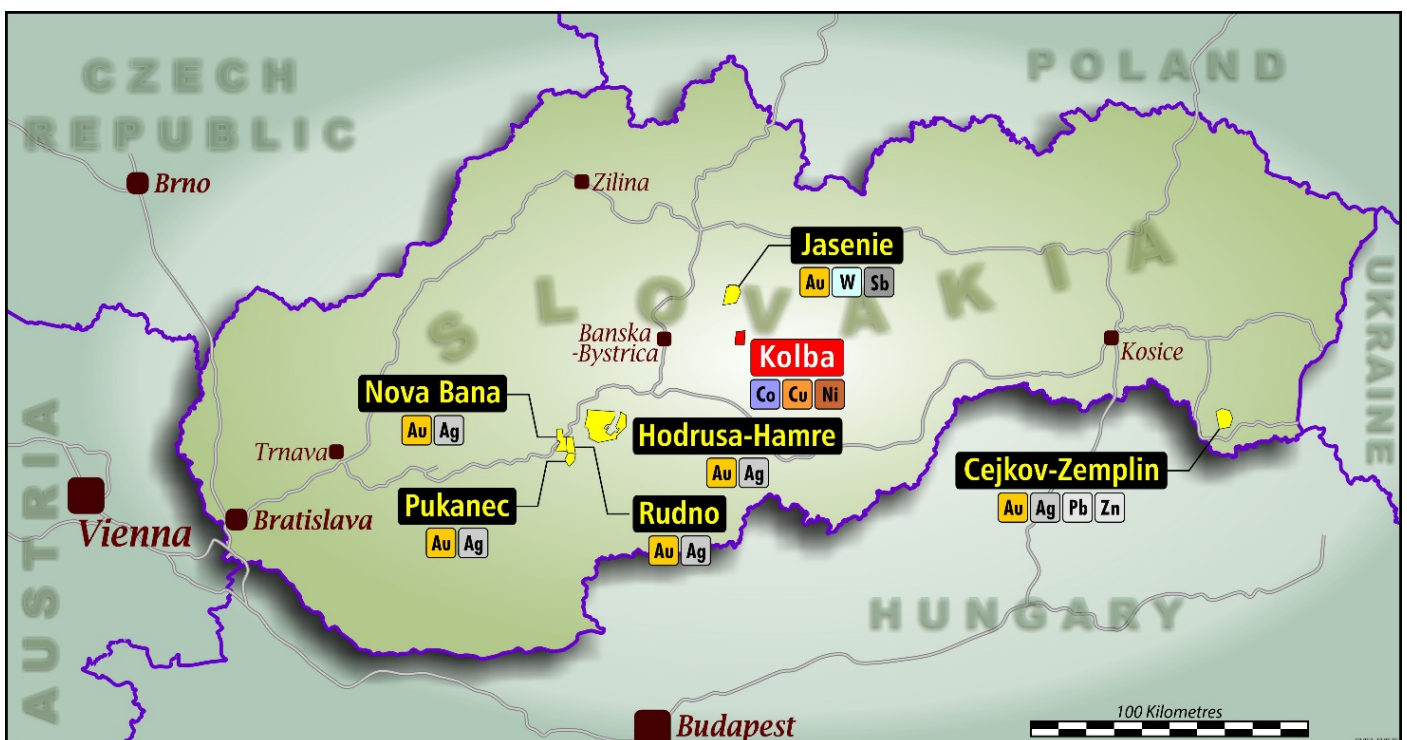 CZECH
REPUBLIC
POLAND
Brno
Zilina
SLOVAKIA
UKRAINE
Jasenie
Au W Sb
Banska
-Bystrica
Kolba
Co Cu Ni
Kosice
Nova Bana
Au Ag
Hodrusa-Hamre
Au Ag
Trnava
Cejkov-Zemplin
Au Ag Pb Zn
Pukanec
Au Ag
Rudno
Au Ag
Bratislava
Vienna
AUSTRIA
HUNGARY
Budapest
100 Kilometres